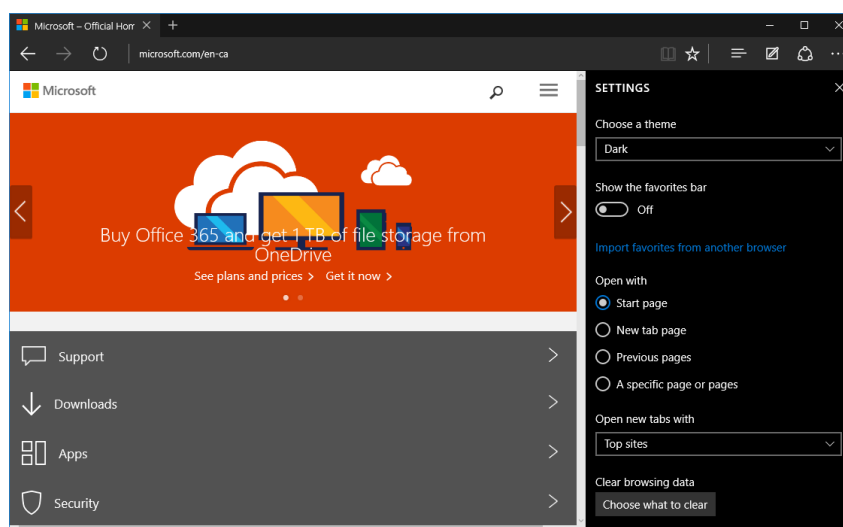 Microsoft – Official Hom
microsoft.com/en-ca
Microsoft
Buy Office 365 and get 1 TB of file storage from
OneDrive
See plans and prices > Get it now >
Support
Downloads
Apps
Security
SETTINGS
Choose a theme
Dark
Show the favorites bar
Off
Import favorites from another browser
Open with
Start page
New tab page
Previous pages
A specific page or pages
Open new tabs with
Top sites
Clear browsing data
Choose what to clear